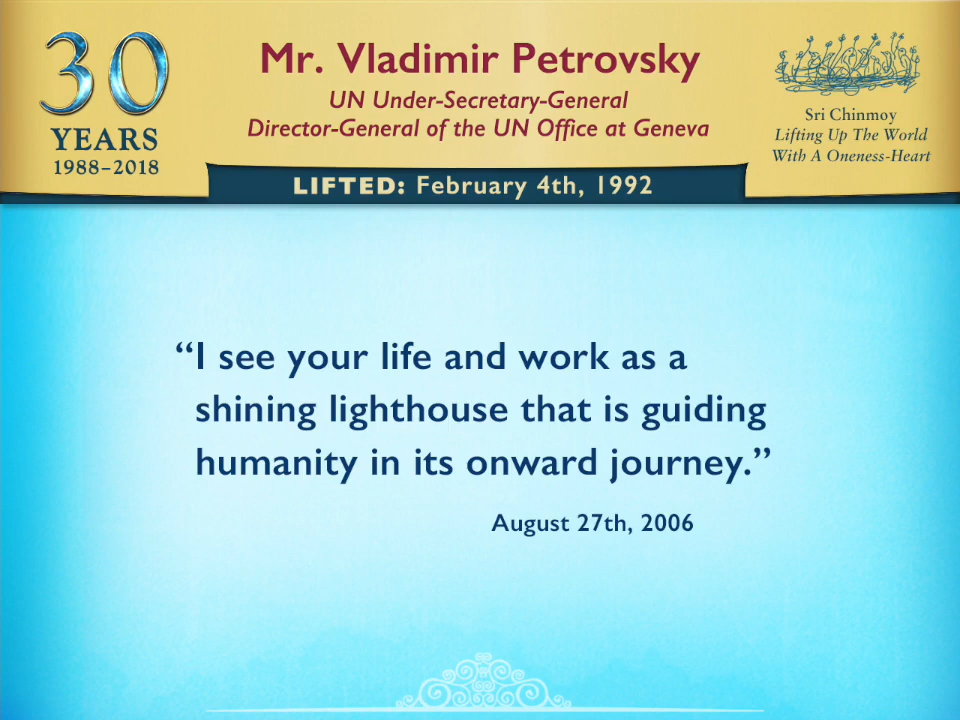 30
YEARS
1988–2018
Mr. Vladimir Petrovsky
UN Under-Secretary-General
Director-General of the UN Office at Geneva
Sri Chinmoy
Lifting Up The World
With A Oneness-Heart
LIFTED: February 4th, 1992
“I see your life and work as a
shining lighthouse that is guiding
humanity in its onward journey.”
August 27th, 2006